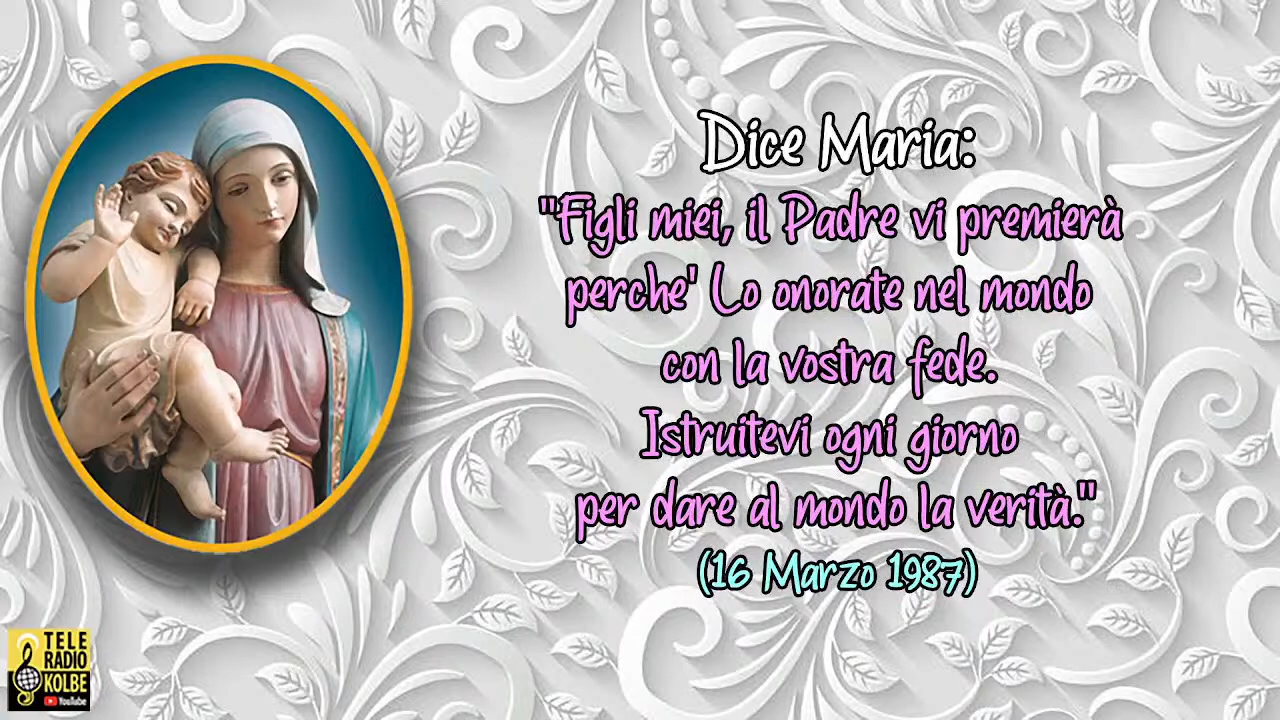 Dice Maria:
"Figli miei, il Padre vi premierà
perche' Lo onorate nel mondo
con la vostra fede.
Istruitevi ogni giorno
per dare al mondo la verità."
(16 Marzo 1987)
TELE
RADIO
KOLBE
YouTube